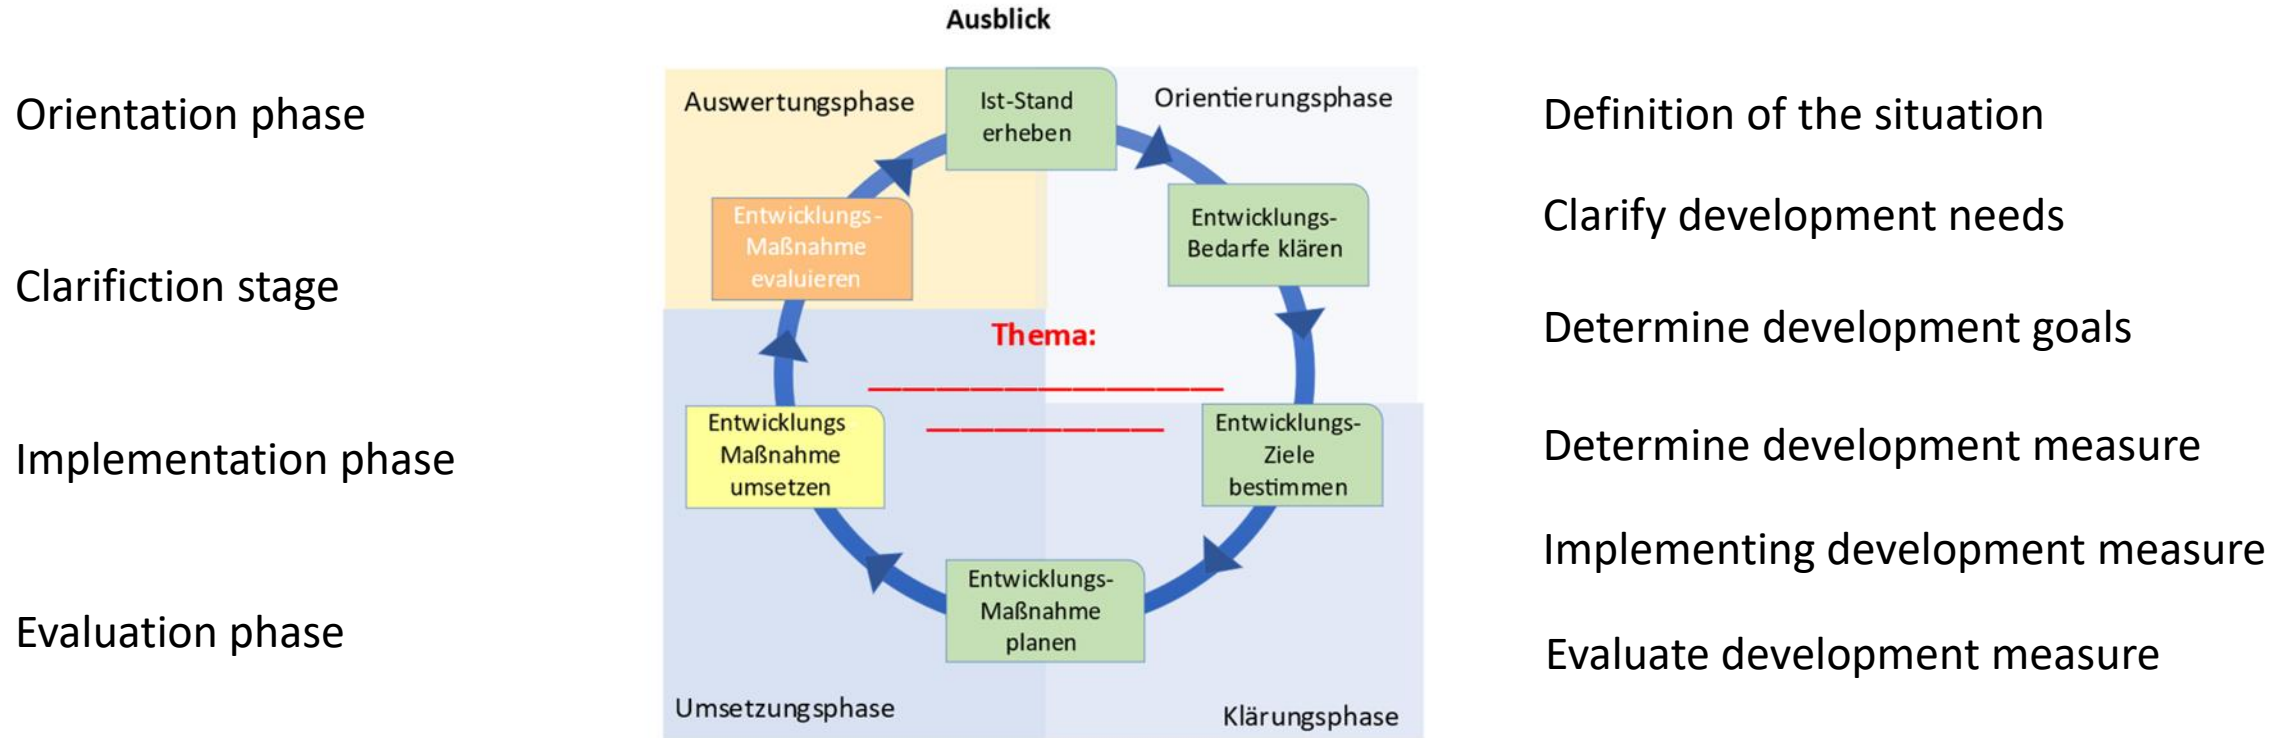 Ausblick
Orientation phase
Clarifiction stage
Implementation phase
Evaluation phase
Auswertungsphase
Ist-Stand
erheben
Orientierungsphase
Entwicklungs-
Bedarfe klären
Entwicklungs-
Ziele
bestimmen
Klärungsphase
Entwicklungs-
Maßnahme
planen
Umsetzungsphase
Entwicklungs
Maßnahme
umsetzen
Entwicklungs-
Maßnahme
evaluieren
Thema:
Definition of the situation
Clarify development needs
Determine development goals
Determine development measure
Implementing development measure
Evaluate development measure